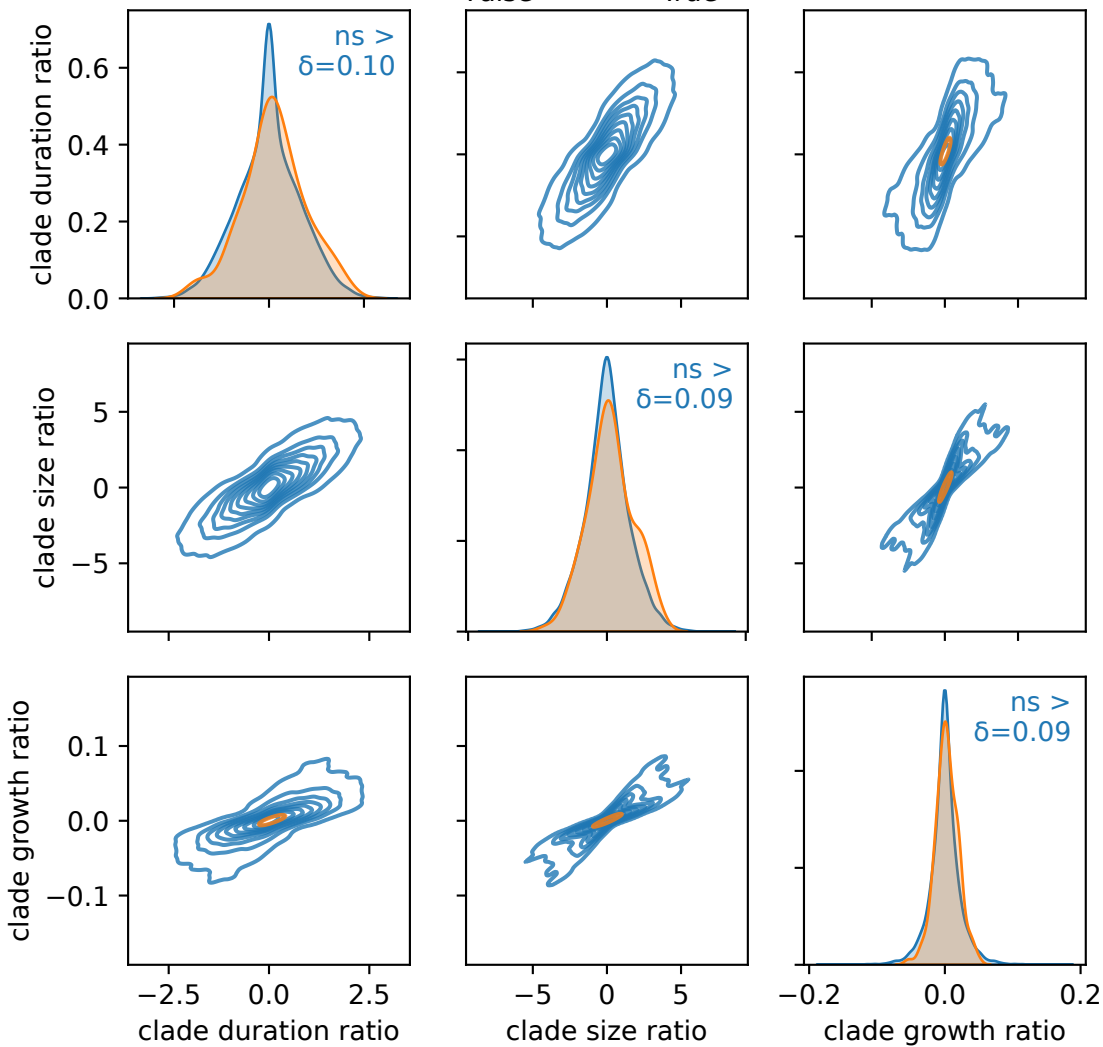 clade duration ratio
0.6
0.4
0.2
0.0
ns >
δ=0.10
clade size ratio
5
0
−5
ns >
δ=0.09
clade growth ratio
0.1
0.0
−0.1
ns >
δ=0.09
−2.5 0.0 2.5
−5 0 5
−0.2 0.0 0.2
clade duration ratio
clade size ratio
clade growth ratio